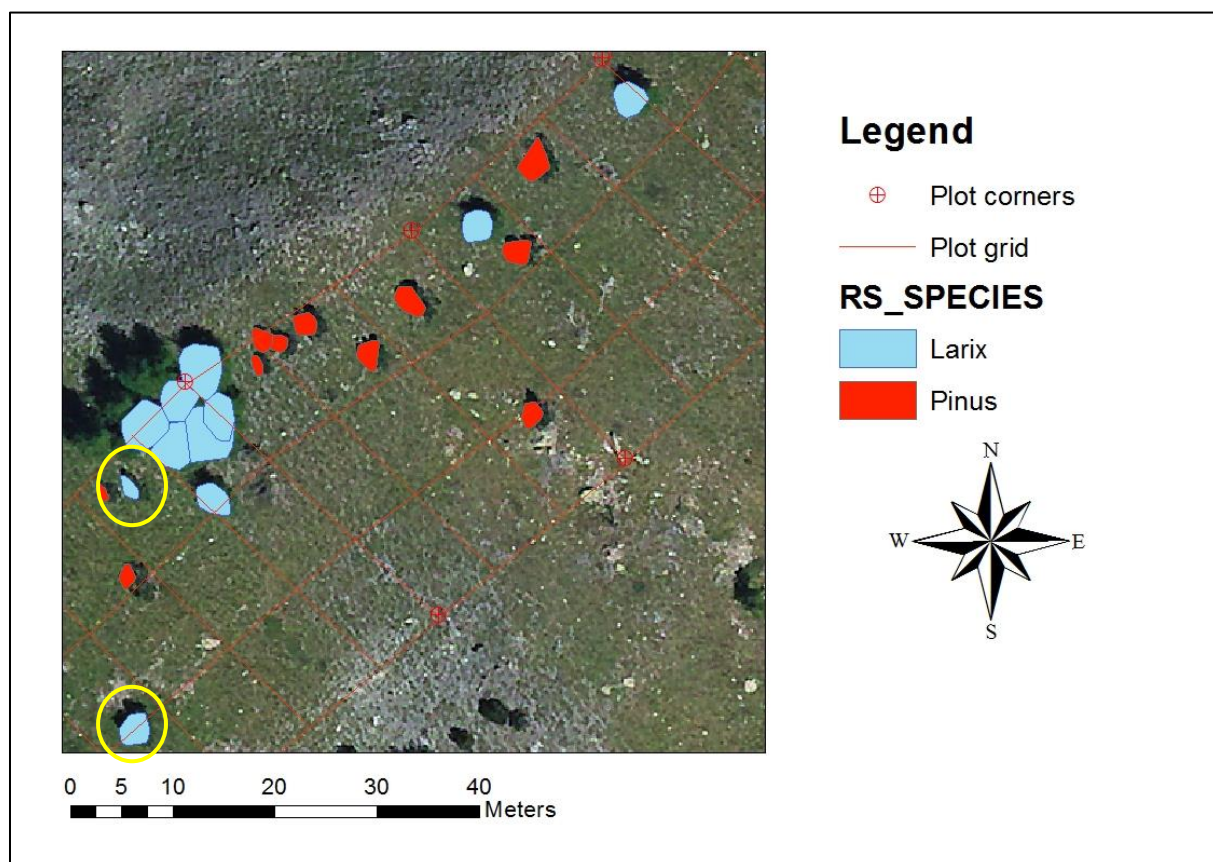 Legend
Plot corners
Plot grid
RS_SPECIES
Larix
Pinus
N
W E
S
0 5 10 20 30 40
Meters